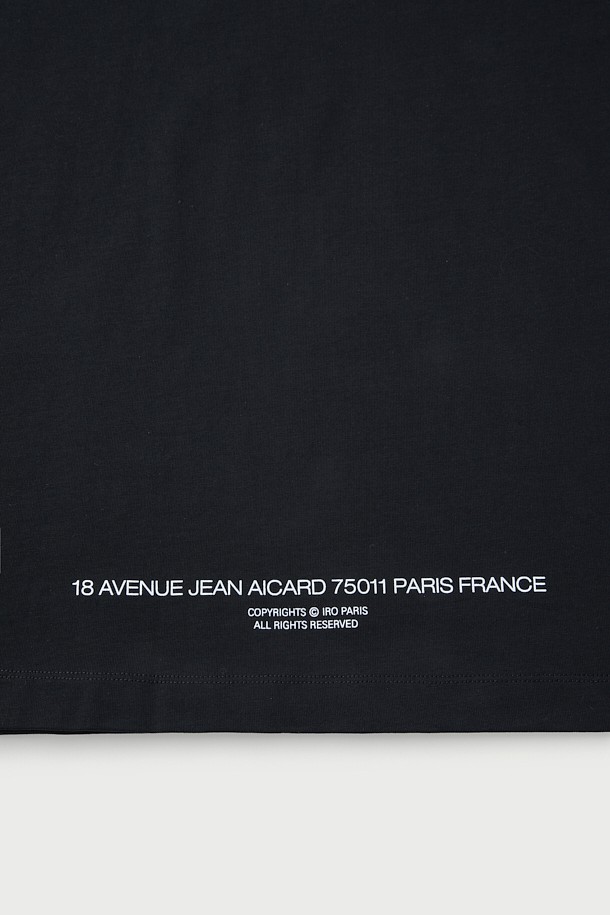 18 AVENUE JEAN AICARD 75011 PARIS FRANCE
COPYRIGHTS © IRO PARIS
ALL RIGHTS RESERVED